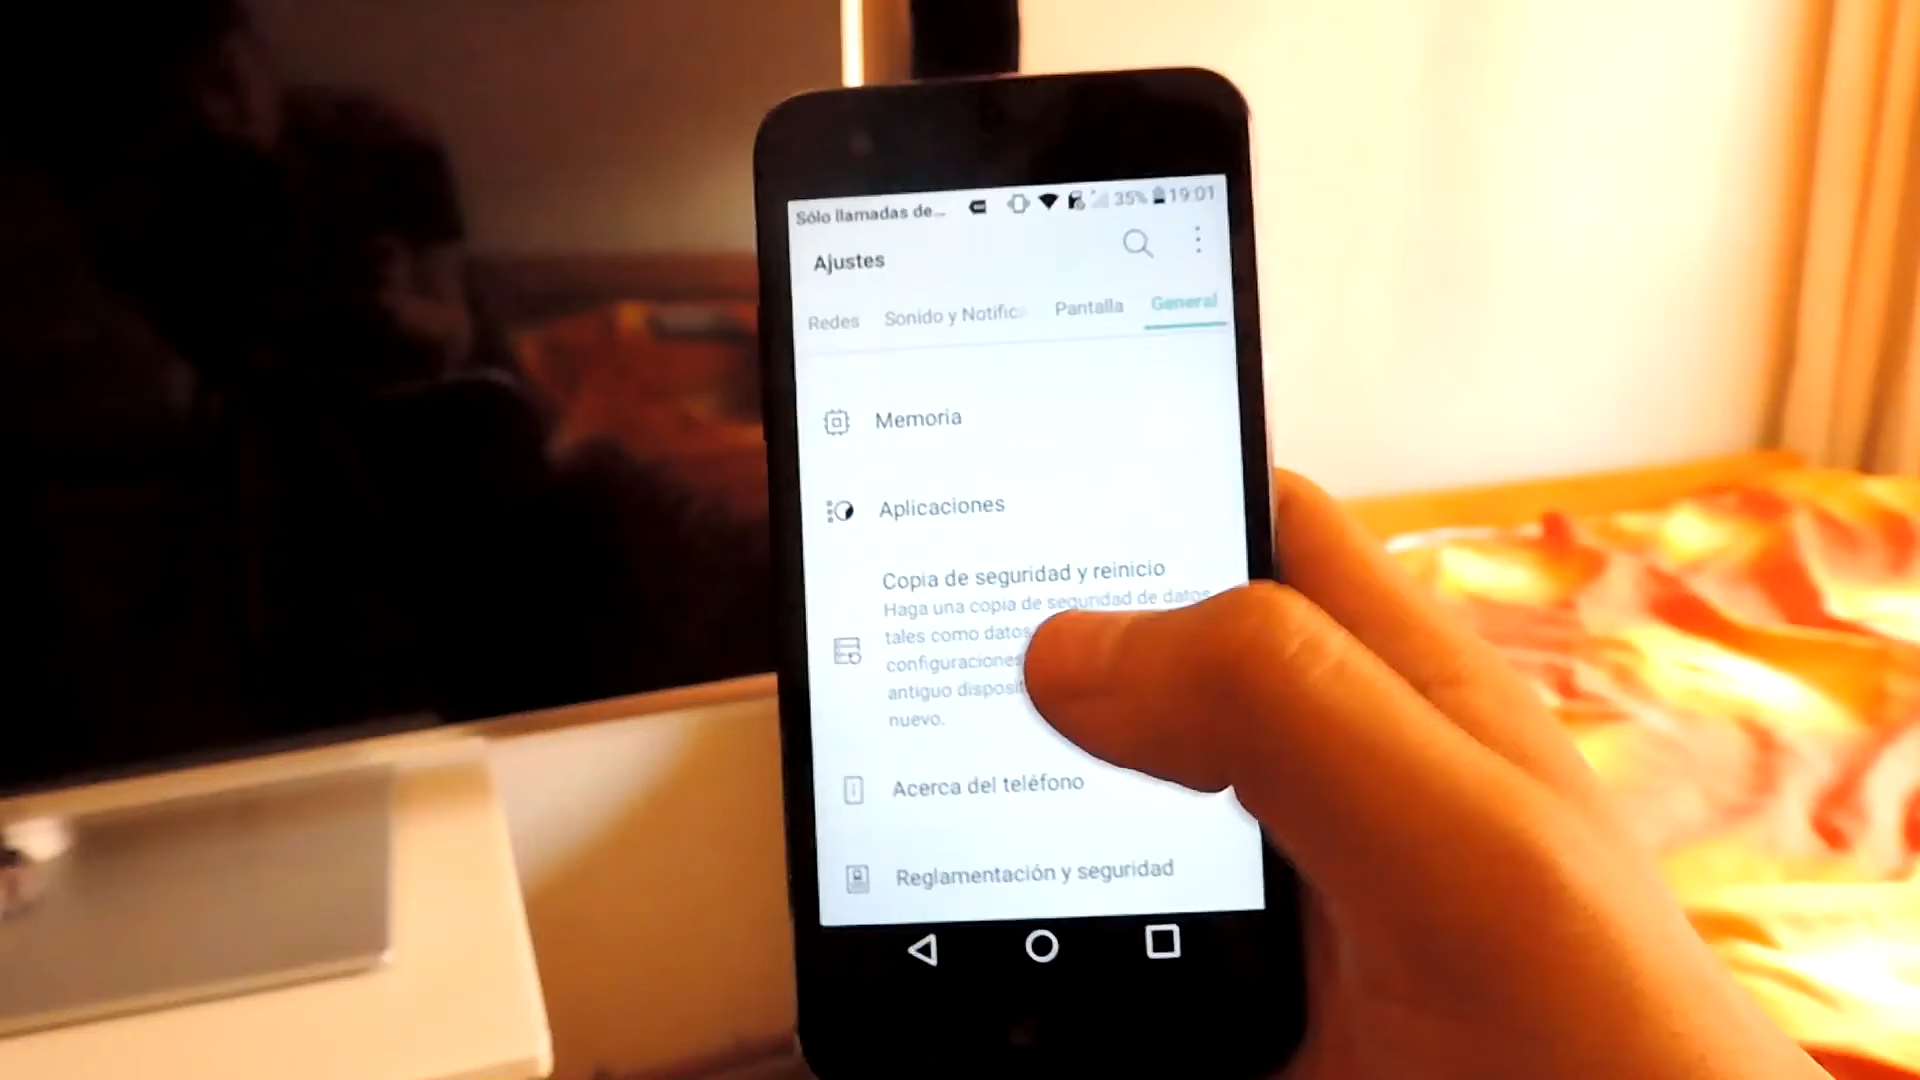 Sólo llamadas de... 35% 19:01
Ajustes
Redes Sonido y Notific Pantalla General
Memoria
Aplicaciones
Copia de seguridad y reinicio
Haga una copia de seguridad de datos
tales como datos
configuraciones
antiguo
nuevo.
Acerca del teléfono
Reglamentación y seguridad